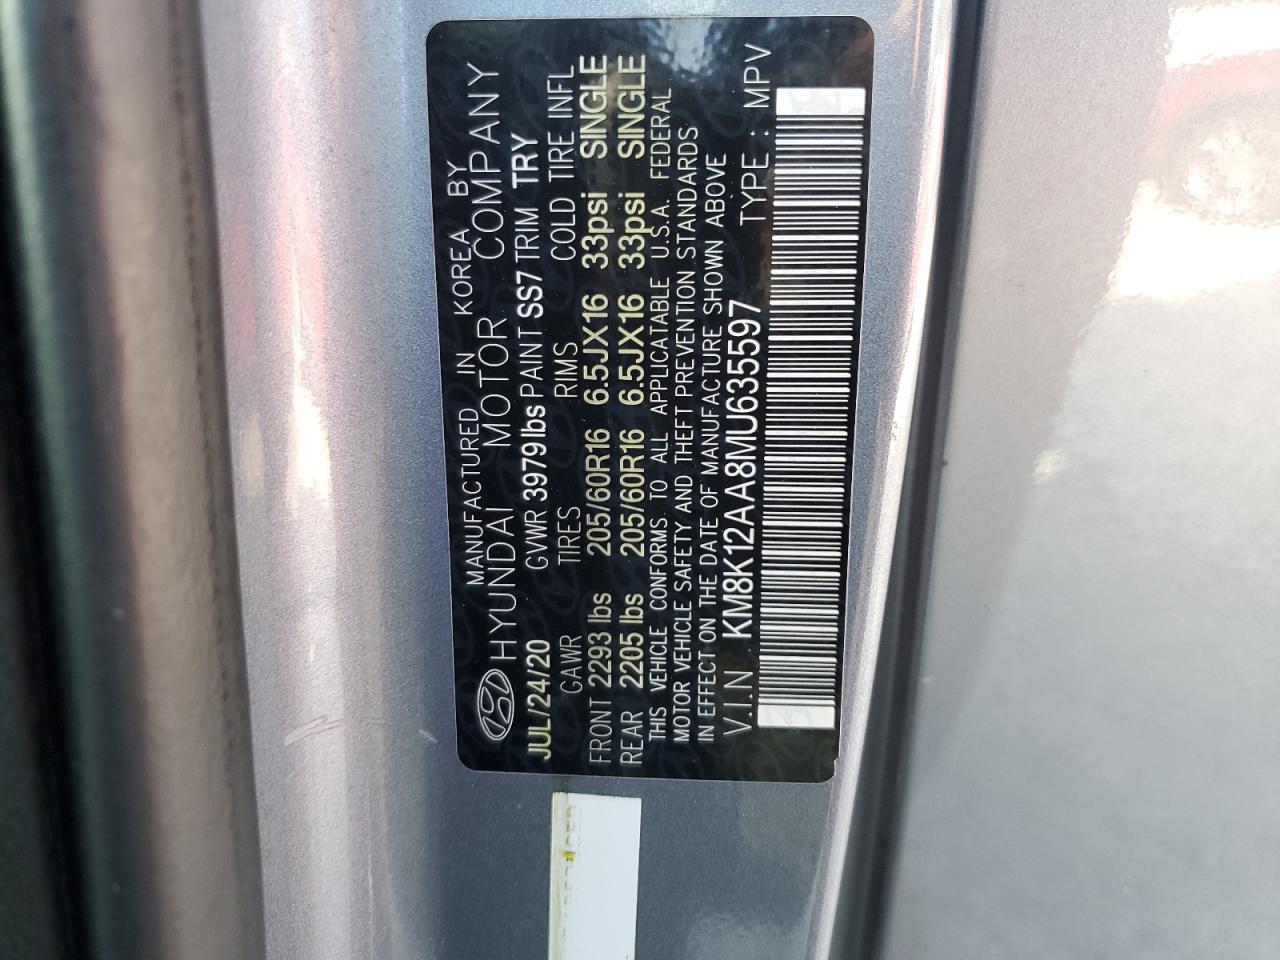 MANUFACTURED IN KOREA BY
HYUNDAI MOTOR COMPANY
JUL/24/20 GVWR 3979lbs PAINT SS7 TRIM TRY
GAWR TIRES RIMS COLD TIRE INFL
FRONT 2293 lbs 205/60R16 6.5JX16 33psi SINGLE
REAR 2205 lbs 205/60R16 6.5JX16 33psi SINGLE
THIS VEHICLE CONFORMS TO ALL APPLICATABLE U.S.A. FEDERAL
MOTOR VEHICLE SAFETY AND THEFT PREVENTION STANDARDS
IN EFFECT ON THE DATE OF MANUFACTURE SHOWN ABOVE
V.I.N KM8K12AA8MU635597 TYPE : MPV